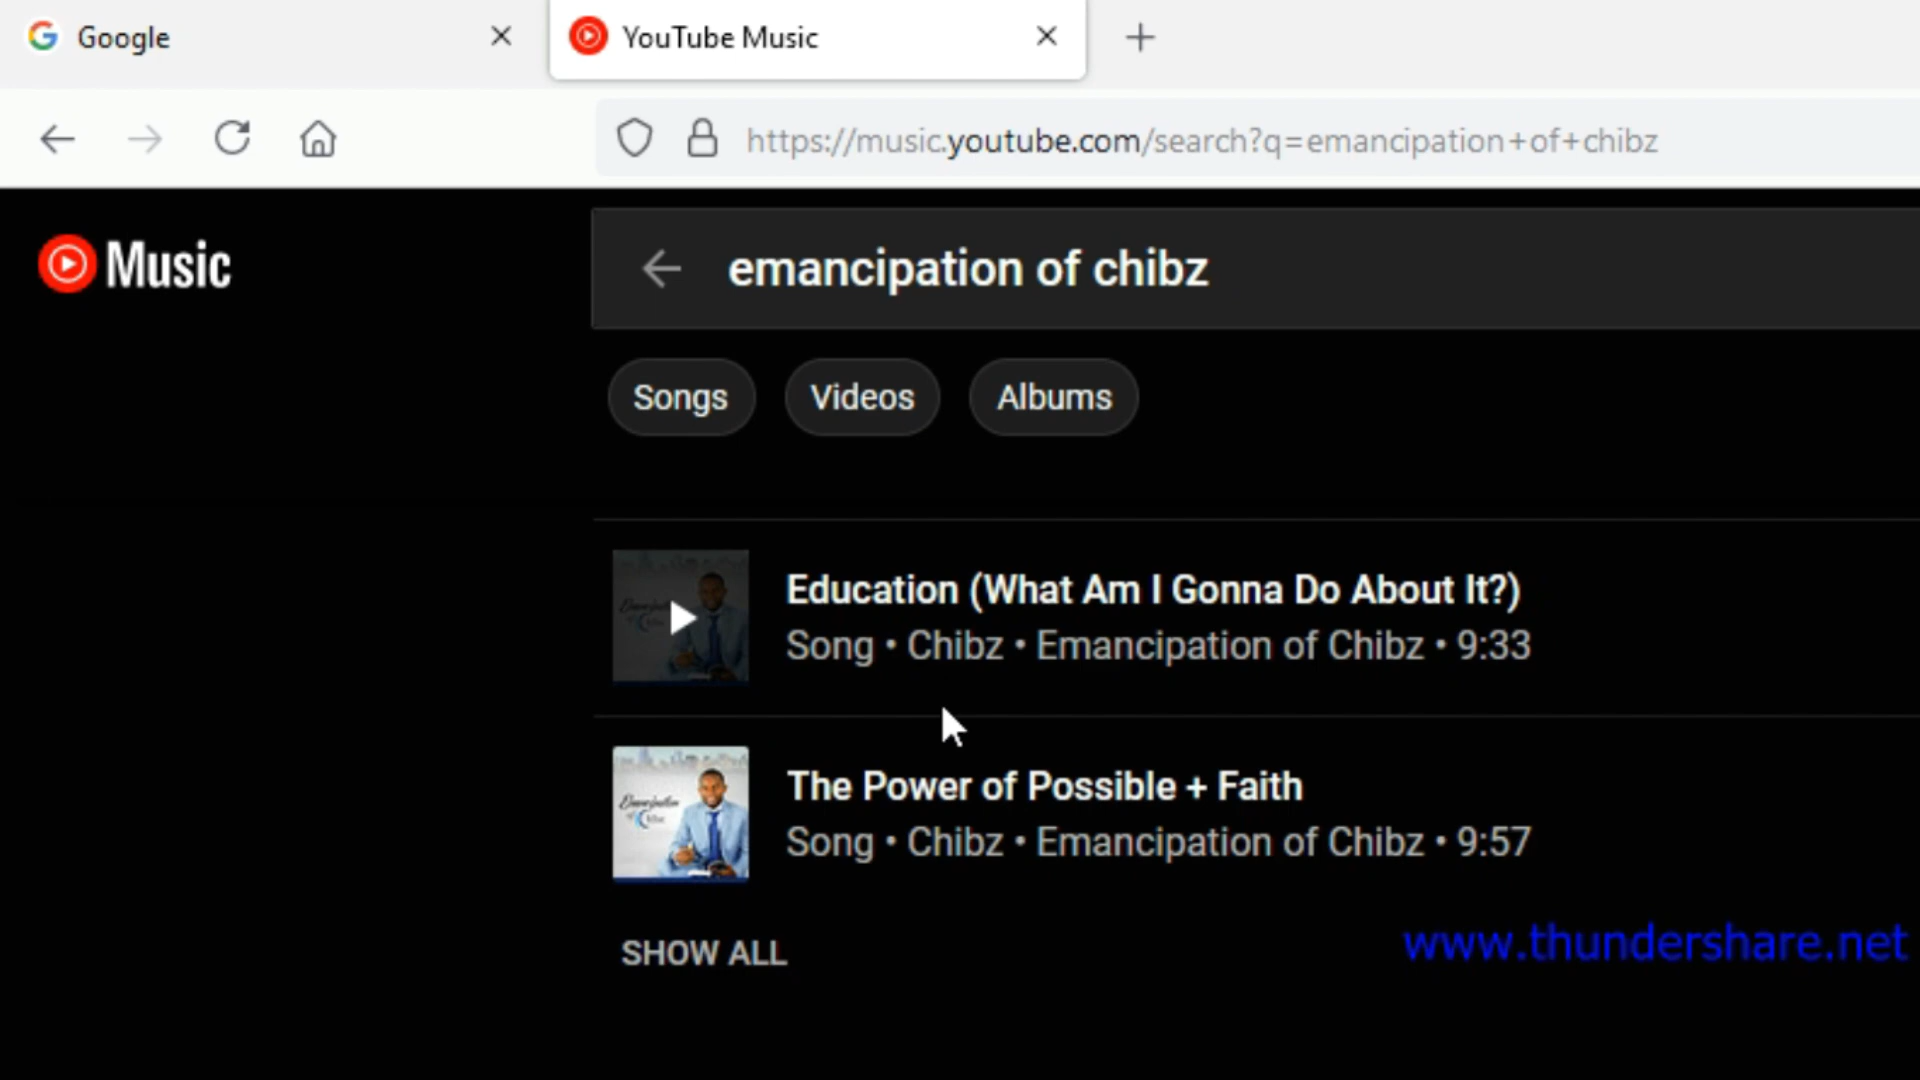 Google
YouTube Music
https://music.youtube.com/search?q=emancipation+of+chibz
Music
emancipation of chibz
Songs
Videos
Albums
Education (What Am I Gonna Do About It?)
Song • Chibz • Emancipation of Chibz • 9:33
The Power of Possible + Faith
Song • Chibz • Emancipation of Chibz • 9:57
SHOW ALL
www.thundershare.net